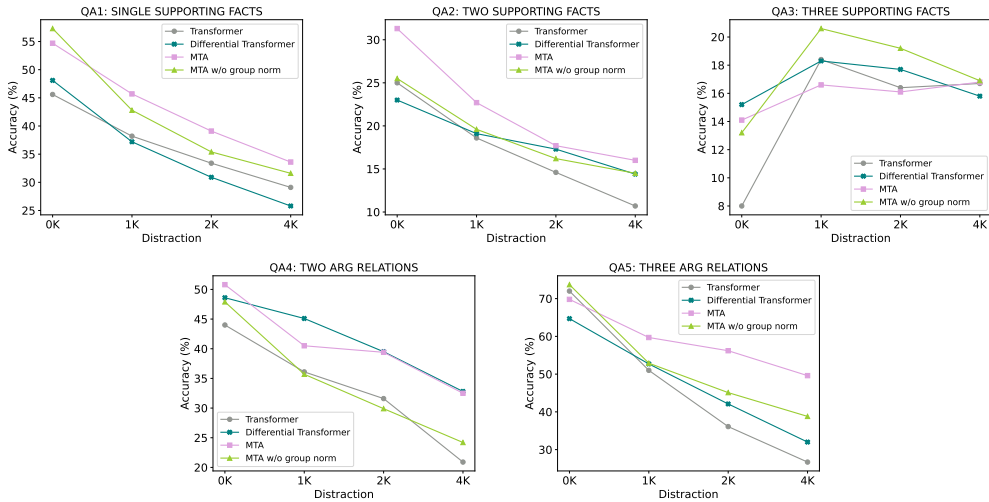 QA1: SINGLE SUPPORTING FACTS
Accuracy (%)
55
50
45
40
35
30
25
Transformer
Differential Transformer
MTA
MTA w/o group norm
0K 1K 2K 4K
Distraction
QA2: TWO SUPPORTING FACTS
Accuracy (%)
30
25
20
15
10
Transformer
Differential Transformer
MTA
MTA w/o group norm
0K 1K 2K 4K
Distraction
QA3: THREE SUPPORTING FACTS
Accuracy (%)
20
18
16
14
12
10
8
Transformer
Differential Transformer
MTA
MTA w/o group norm
0K 1K 2K 4K
Distraction
QA4: TWO ARG RELATIONS
Accuracy (%)
50
45
40
35
30
25
20
Transformer
Differential Transformer
MTA
MTA w/o group norm
0K 1K 2K 4K
Distraction
QA5: THREE ARG RELATIONS
Accuracy (%)
70
60
50
40
30
Transformer
Differential Transformer
MTA
MTA w/o group norm
0K 1K 2K 4K
Distraction